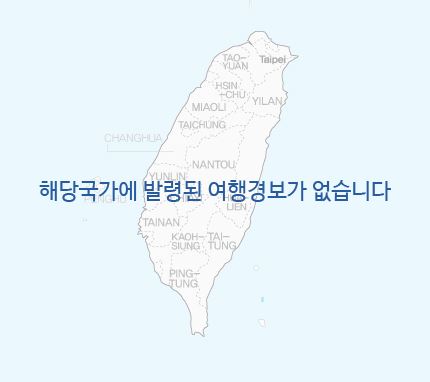 TAO-
YUAN
Taipei
HSIN
-CHU
MIAOLI
YILAN
TAICHUNG
CHANGHUA
NANTOU
YUNLIN
해당국가에 발령된 여행경보가 없습니다
LIEN
TAINAN
KAOH-
SIUNG
TAI-
TUNG
PING-
TUNG